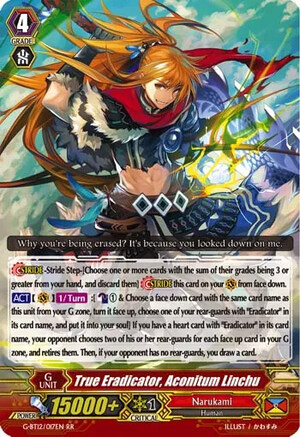 4
GRADE
Why you're being erased? It's because you looked down on me.
STRIDE -Stride Step-[Choose one or more cards with the sum of their grades being 3 or
greater from your hand, and discard them] STRIDE this card on your from face down.
ACT [ ] 1/Turn : ① & Choose a face down card with the same card name as
this unit from your G zone, turn it face up, choose one of your rear-guards with "Eradicator" in
its card name, and put it into your soul] If you have a heart card with "Eradicator" in its card
name, your opponent chooses two of his or her rear-guards for each face up card in your G
zone, and retires them. Then, if your opponent has no rear-guards, you draw a card.
G UNIT
True Eradicator, Aconitum Linchu
POWER
15000+
☆1
CRITICAL
Narukami
Human
G-BT12/017EN RR
ILLUST / かわすみ